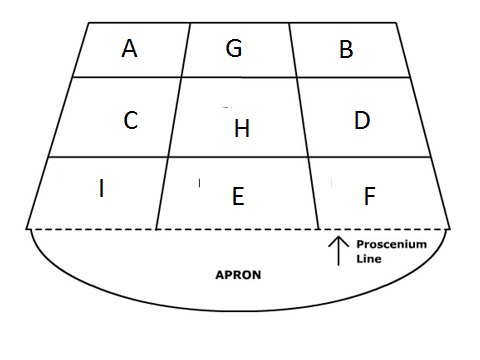 A G B
C H D
I E F
Proscenium
Line
APRON